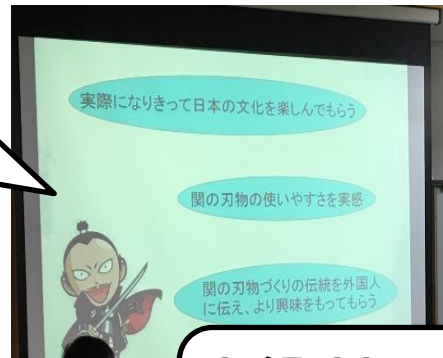 実際になりきって日本の文化を楽しんでもらう
関の刃物の使いやすさを実感
関の刃物づくりの伝統を外国人
に伝え、より興味をもってもらう